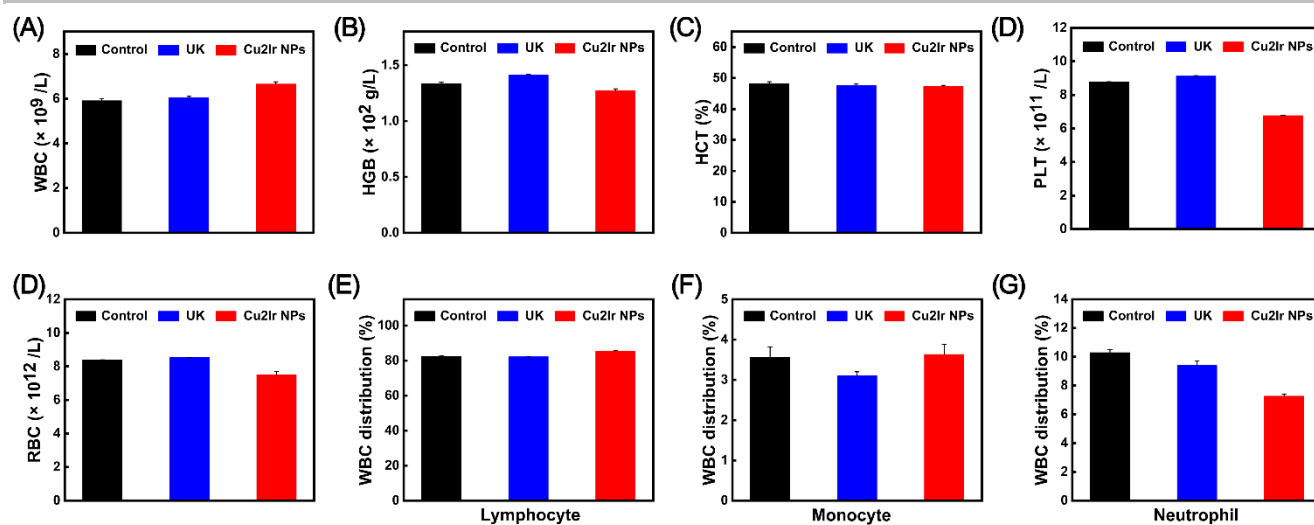 (A)
Control UK Cu2Ir NPs
WBC (× 10⁹ /L)
8
6
4
2
0
(B)
Control UK Cu2Ir NPs
HGB (× 10² g/L)
1.5
1.0
0.5
0.0
(C)
Control UK Cu2Ir NPs
HCT (%)
60
50
40
30
20
10
0
(D)
Control UK Cu2Ir NPs
PLT (× 10¹¹ /L)
12
10
8
6
4
2
0
(D)
Control UK Cu2Ir NPs
RBC (× 10¹² /L)
12
10
8
6
4
2
0
(E)
Control UK Cu2Ir NPs
WBC distribution (%)
100
80
60
40
20
0
Lymphocyte
(F)
Control UK Cu2Ir NPs
WBC distribution (%)
5
4
3
2
1
0
Monocyte
(G)
Control UK Cu2Ir NPs
WBC distribution (%)
14
12
10
8
6
4
2
0
Neutrophil